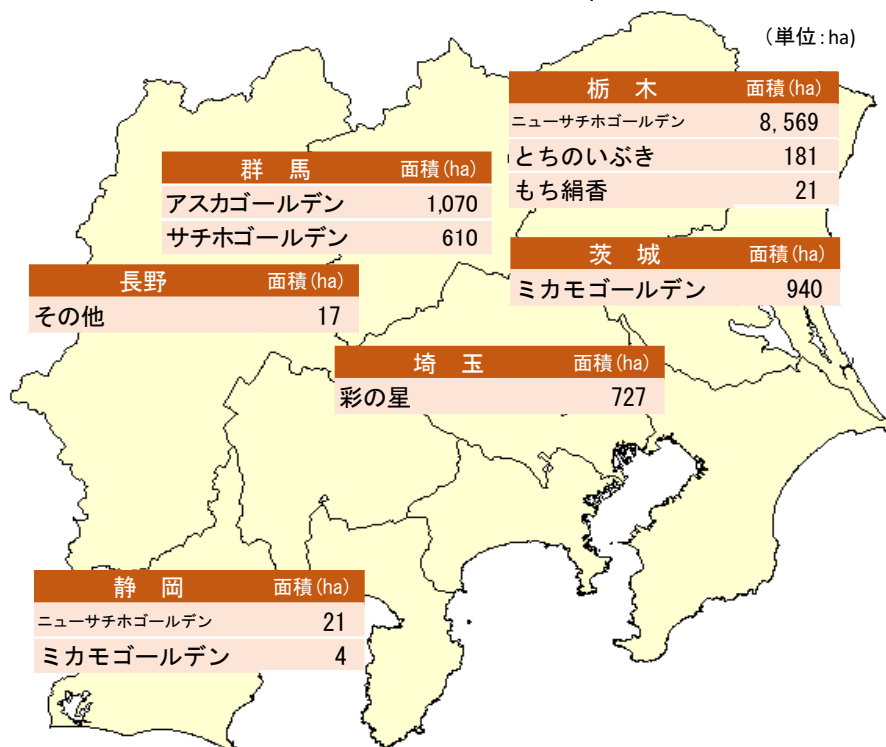 （単位：ha)
栃　木 面積(ha)
ニューサチホゴールデン 8,569
とちのいぶき 181
もち絹香 21
群　馬 面積(ha)
アスカゴールデン 1,070
サチホゴールデン 610
茨　城 面積(ha)
ミカモゴールデン 940
長野 面積(ha)
その他 17
埼　玉 面積(ha)
彩の星 727
静　岡 面積(ha)
ニューサチホゴールデン 21
ミカモゴールデン 4